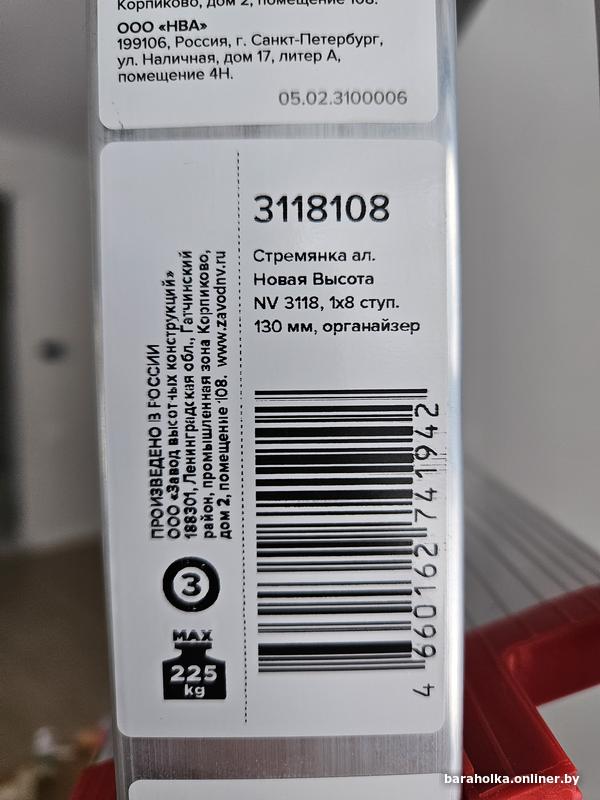 Корпиково, дом 2, помещение 108.
ООО «НВА»
199106, Россия, г. Санкт-Петербург,
ул. Наличная, дом 17, литер А,
помещение 4Н.
05.02.3100006
3118108
Стремянка ал.
Новая Высота
NV 3118, 1x8 ступ.
130 мм, органайзер
4 660162 741942
ПРОИЗВЕДЕНО В РОССИИ
ООО «Завод высотных конструкций»
188301, Ленинградская обл., Гатчинский
район, промышленная зона Корпиково,
дом 2, помещение 108. www.zavodnv.ru
3
MAX
225
kg
baraholka.onliner.by